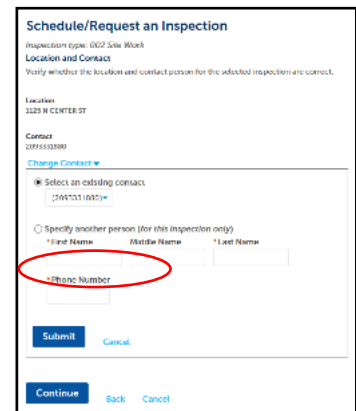 Schedule/Request an Inspection
Inspection type: 002 Site Work
Location and Contact
Verify whether the location and contact person for the selected inspection are correct.
Location
1125 N CENTER ST
Contact
2093331880
Change Contact ▾
Select an existing contact
(2093331880)▾
Specify another person (for this inspection only)
*First Name Middle Name *Last Name
*Phone Number
Submit Cancel
Continue Back Cancel